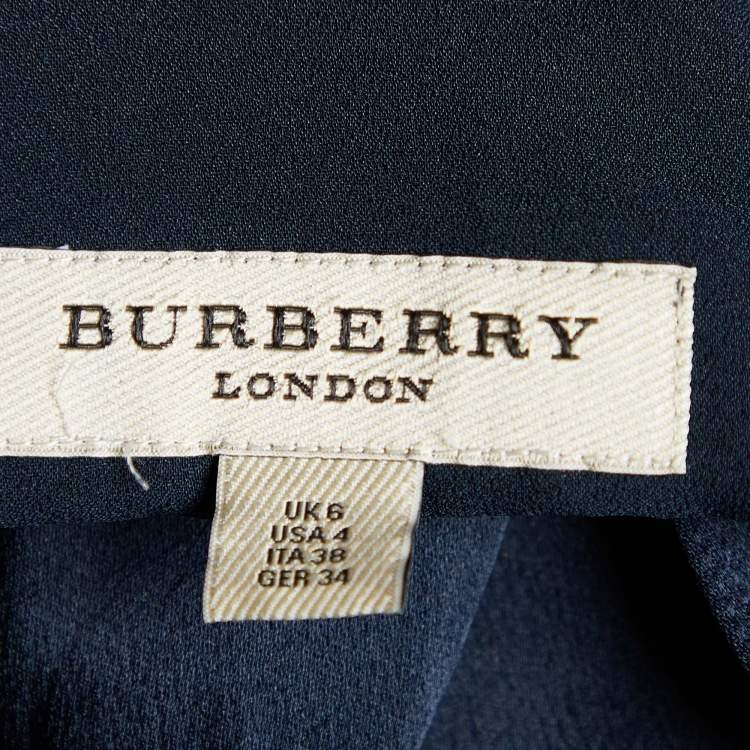 BURBERRY
LONDON
UK 6
USA 4
ITA 38
GER 34